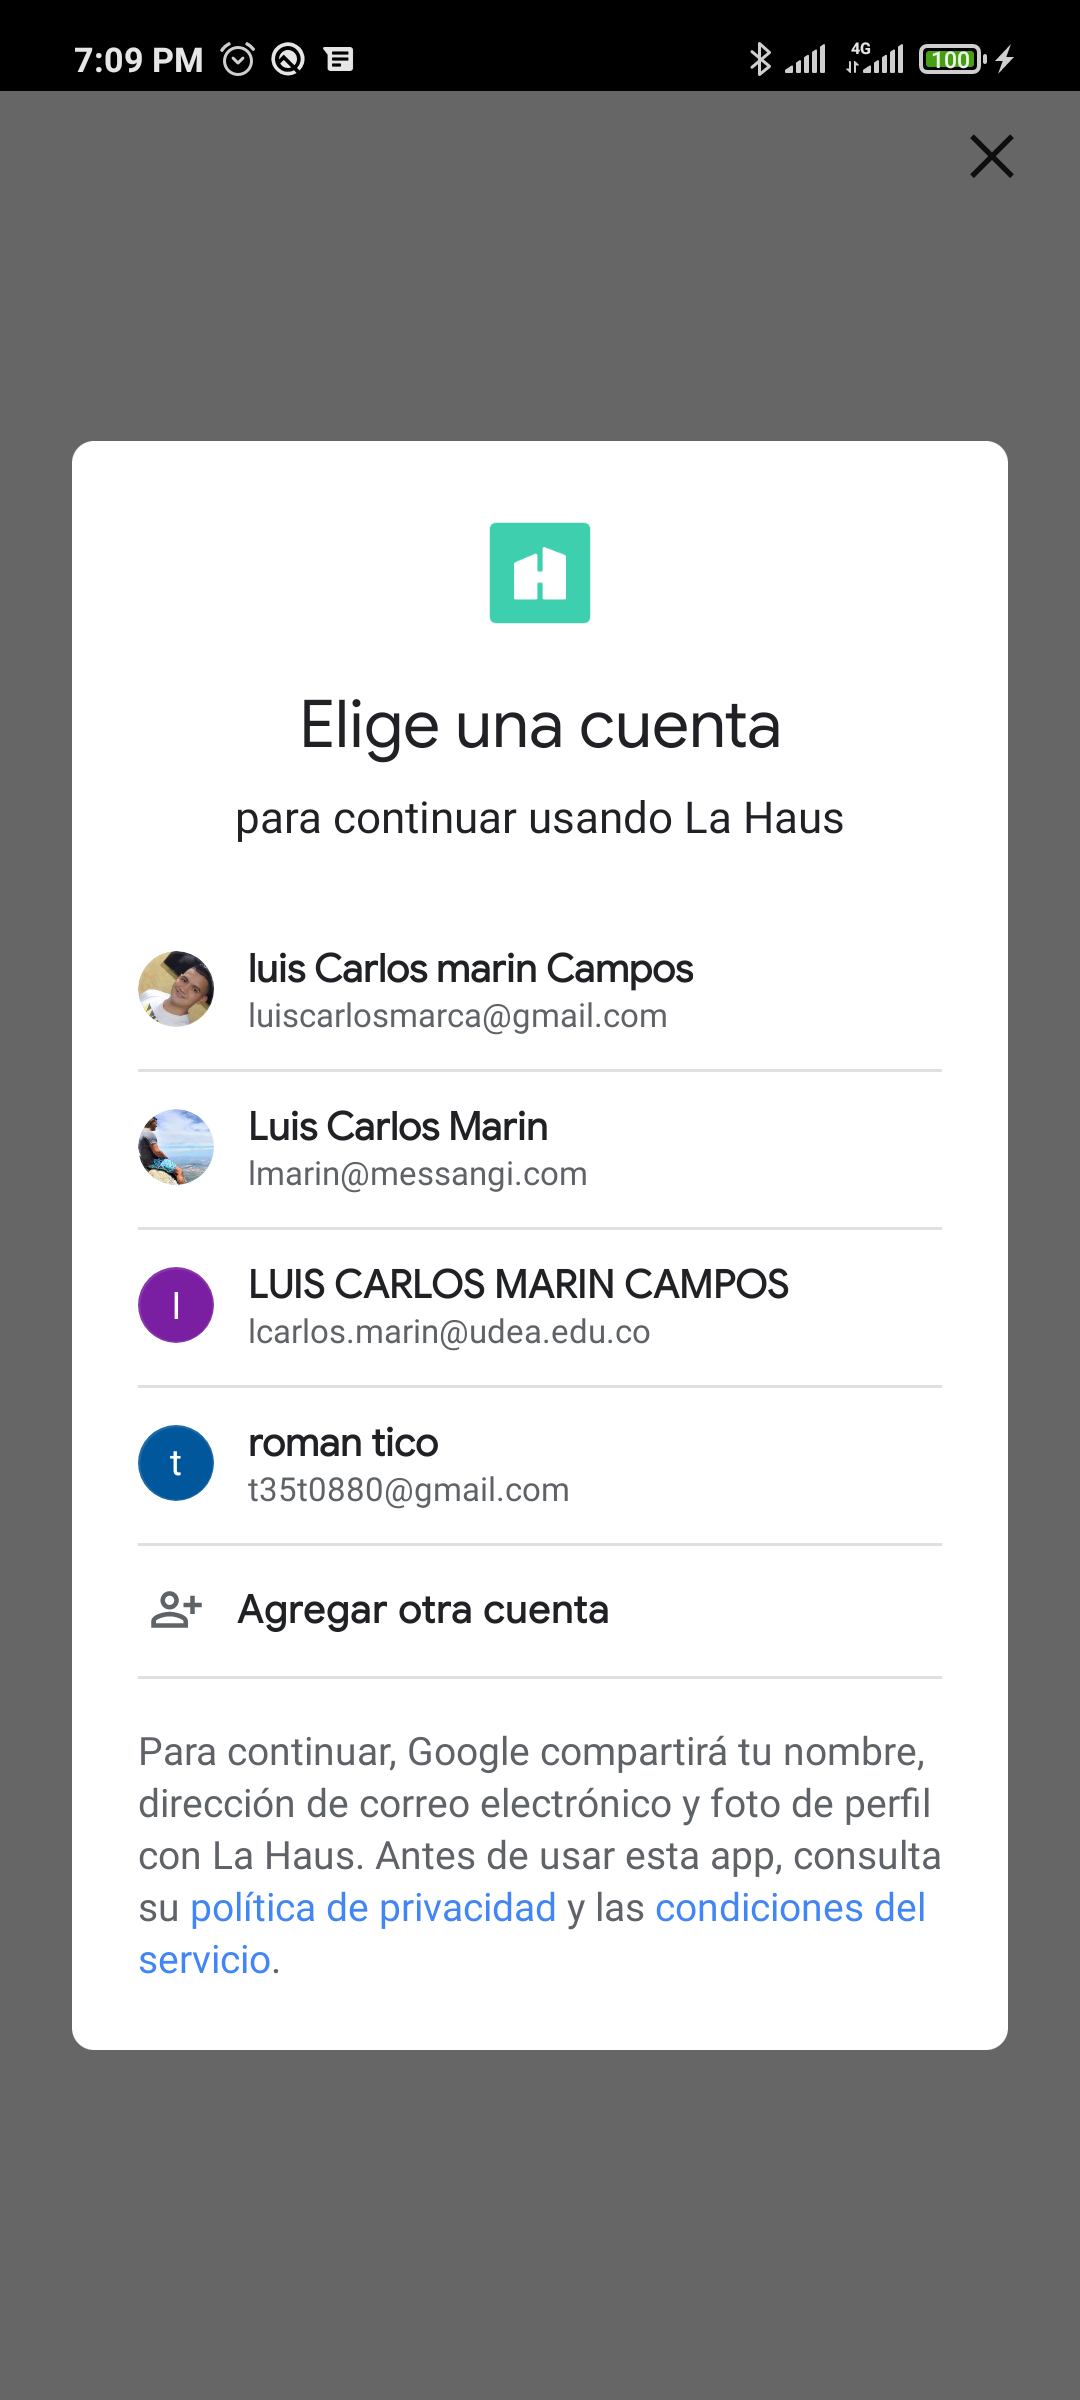 7:09 PM
4G
100
Elige una cuenta
para continuar usando La Haus
luis Carlos marin Campos
luiscarlosmarca@gmail.com
Luis Carlos Marin
lmarin@messangi.com
l
LUIS CARLOS MARIN CAMPOS
lcarlos.marin@udea.edu.co
t
roman tico
t35t0880@gmail.com
Agregar otra cuenta
Para continuar, Google compartirá tu nombre,
dirección de correo electrónico y foto de perfil
con La Haus. Antes de usar esta app, consulta
su política de privacidad y las condiciones del
servicio.